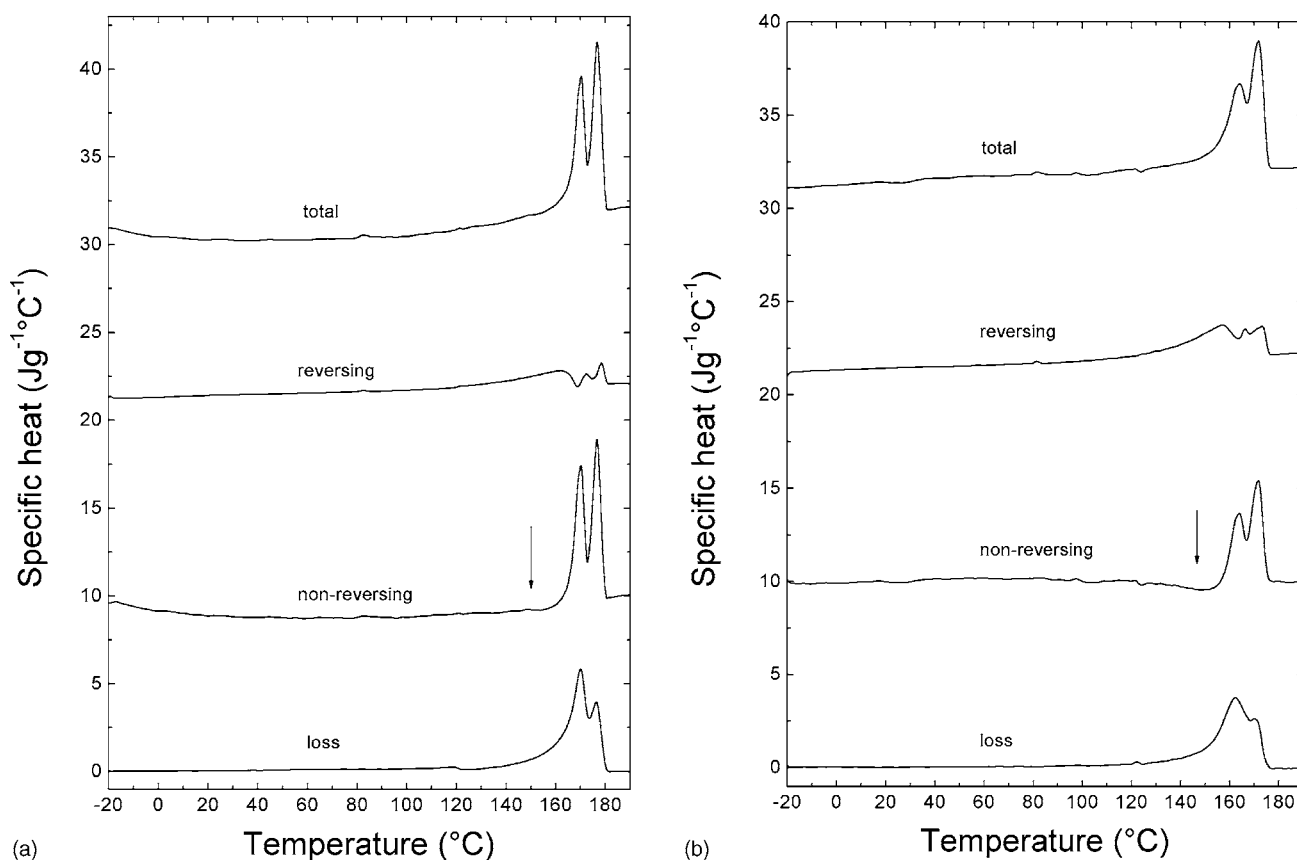 Specific heat (Jg⁻¹°C⁻¹)
40
35
30
25
20
15
10
5
0
total
reversing
non-reversing
loss
-20 0 20 40 60 80 100 120 140 160 180
Temperature (°C)
(a)
Specific heat (Jg⁻¹°C⁻¹)
40
35
30
25
20
15
10
5
0
total
reversing
non-reversing
loss
-20 0 20 40 60 80 100 120 140 160 180
Temperature (°C)
(b)